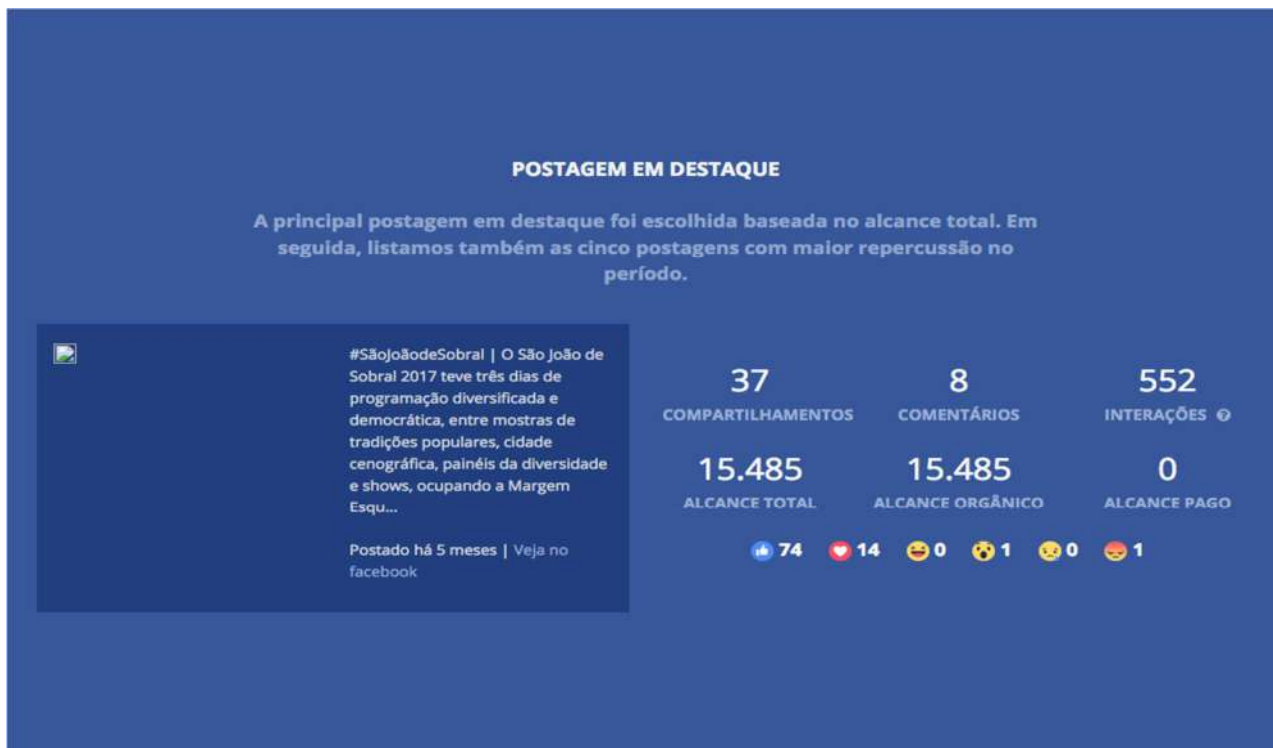 POSTAGEM EM DESTAQUE
A principal postagem em destaque foi escolhida baseada no alcance total. Em
seguida, listamos também as cinco postagens com maior repercussão no
período.
#SãoJoãodeSobral | O São João de
Sobral 2017 teve três dias de
programação diversificada e
democrática, entre mostras de
tradições populares, cidade
cenográfica, painéis da diversidade
e shows, ocupando a Margem
Esqu...
Postado há 5 meses | Veja no
facebook
37 8 552
COMPARTILHAMENTOS COMENTÁRIOS INTERAÇÕES ?
15.485 15.485 0
ALCANCE TOTAL ALCANCE ORGÂNICO ALCANCE PAGO
74 14 0 1 0 1